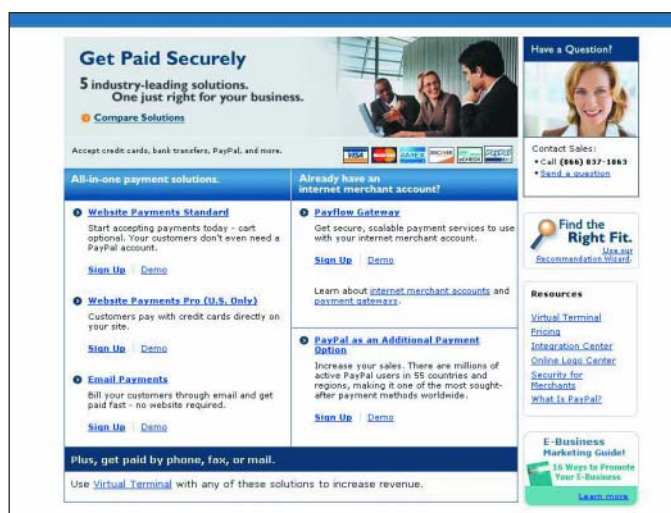 Get Paid Securely
5 industry-leading solutions.
One just right for your business.
Compare Solutions
Accept credit cards, bank transfers, PayPal, and more.
VISA
AMEX
DISCOVER
eCHECK
PayPal
All-in-one payment solutions.
Website Payments Standard
Start accepting payments today - cart
optional. Your customers don't even need a
PayPal account.
Sign Up Demo
Website Payments Pro (U.S. Only)
Customers pay with credit cards directly on
your site.
Sign Up Demo
Email Payments
Bill your customers through email and get
paid fast - no website required.
Sign Up Demo
Already have an
internet merchant account?
Payflow Gateway
Get secure, scalable payment services to use
with your internet merchant account.
Sign Up Demo
Learn about internet merchant accounts and
payment gateways.
PayPal as an Additional Payment
Option
Increase your sales. There are millions of
active PayPal users in 55 countries and
regions, making it one of the most sought-
after payment methods worldwide.
Sign Up Demo
Plus, get paid by phone, fax, or mail.
Use Virtual Terminal with any of these solutions to increase revenue.
Have a Question?
Contact Sales:
• Call (866) 837-1863
• Send a question
Find the
Right Fit.
Use our
Recommendation Wizard.
Resources
Virtual Terminal
Pricing
Integration Center
Online Logo Center
Security for
Merchants
What Is PayPal?
E-Business
Marketing Guide!
16 Ways to Promote
Your E-Business
Learn more